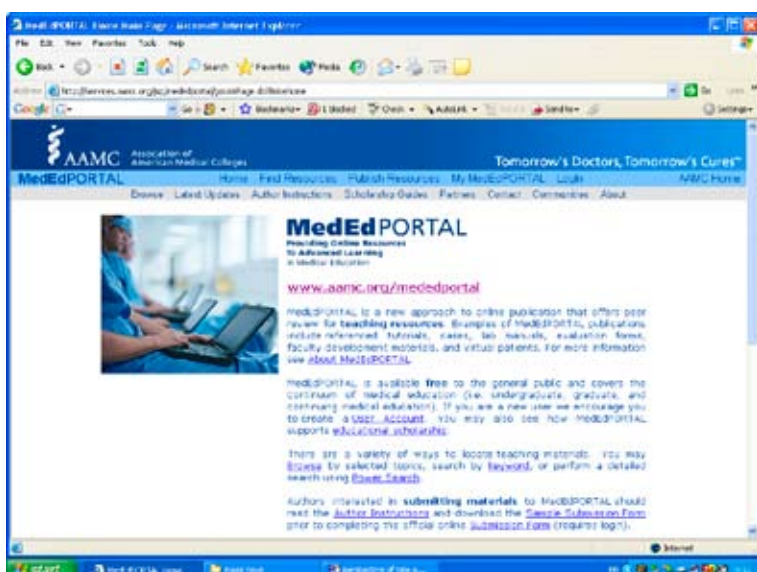 MedEdPORTAL Home Main Page - Microsoft Internet Explorer
File Edit View Favorites Tools Help
Back Search Favorites Media
Google Go Bookmarks Check AutoLink Send to Settings
AAMC Association of American Medical Colleges
Tomorrow's Doctors, Tomorrow's Cures
MedEdPORTAL Home Find Resources Publish Resources My MedEdPORTAL Login AAMC Home
Browse Latest Updates Author Instructions Scholarship Guides Partners Contact Communities About
MedEdPORTAL
Providing Online Resources
To Advanced Learning
in Medical Education
www.aamc.org/mededportal
MedEdPORTAL is a new approach to online publication that offers peer
review for teaching resources. Examples of MedEdPORTAL publications
include referenced tutorials, cases, lab manuals, evaluation forms,
faculty development materials, and virtual patients. For more information
see About MedEdPORTAL.
MedEdPORTAL is available free to the general public and covers the
continuum of medical education (i.e. undergraduate, graduate, and
continuing medical education). If you are a new user we encourage you
to create a User Account. You may also see how MedEdPORTAL
supports educational scholarship.
There are a variety of ways to locate teaching materials. You may
Browse by selected topics, search by keyword, or perform a detailed
search using Power Search.
Authors interested in submitting materials to MedEdPORTAL should
read the Author Instructions and download the Sample Submission Form
prior to completing the official online Submission Form (requires login).
Internet
start